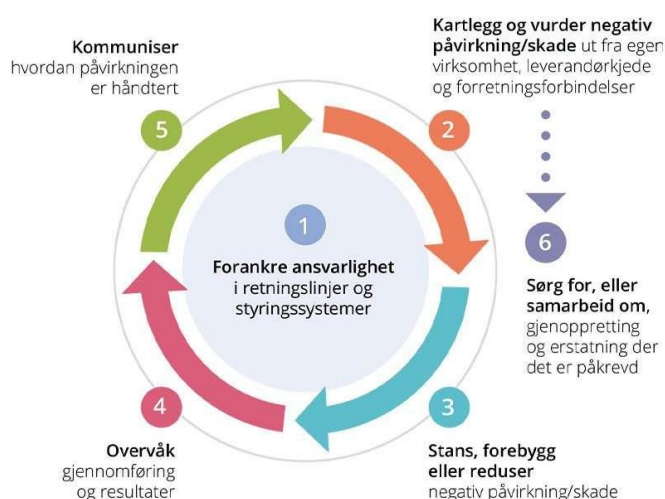 1
Forankre ansvarlighet
i retningslinjer og
styringssystemer
2
Kartlegg og vurder negativ
påvirkning/skade ut fra egen
virksomhet, leverandørkjede
og forretningsforbindelser
3
Stans, forebygg
eller reduser
negativ påvirkning/skade
4
Overvåk
gjennomføring
og resultater
5
Kommuniser
hvordan påvirkningen
er håndtert
6
Sørg for, eller
samarbeid om,
gjenoppretting
og erstatning der
det er påkrevd